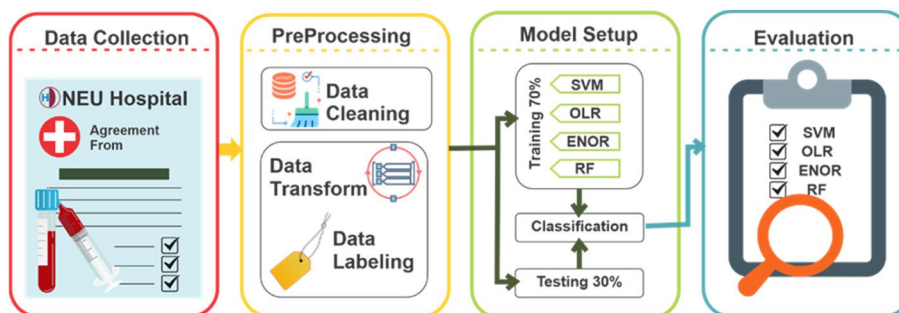 Data Collection
NEU Hospital
Agreement
From
PreProcessing
Data
Cleaning
Data
Transform
Data
Labeling
Model Setup
Training 70%
SVM
OLR
ENOR
RF
Classification
Testing 30%
Evaluation
SVM
OLR
ENOR
RF